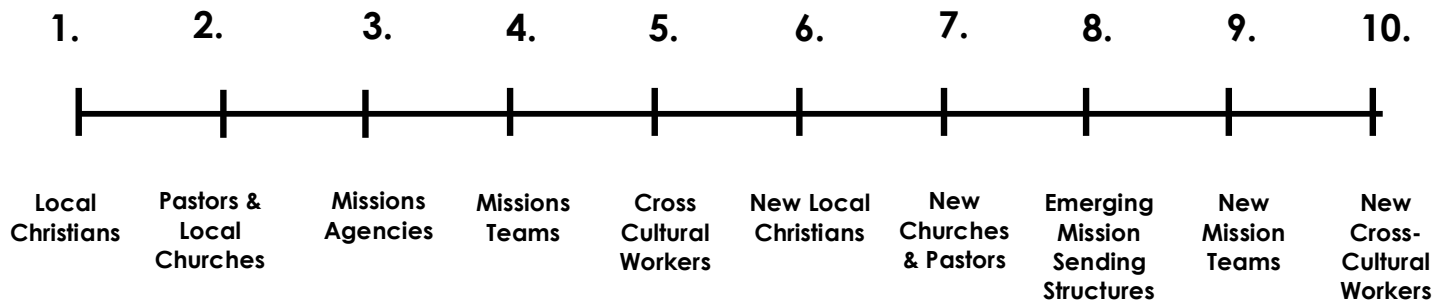 1. 2. 3. 4. 5. 6. 7. 8. 9. 10.
Local
Christians
Pastors &
Local
Churches
Missions
Agencies
Missions
Teams
Cross
Cultural
Workers
New Local
Christians
New
Churches
& Pastors
Emerging
Mission
Sending
Structures
New
Mission
Teams
New
Cross-
Cultural
Workers